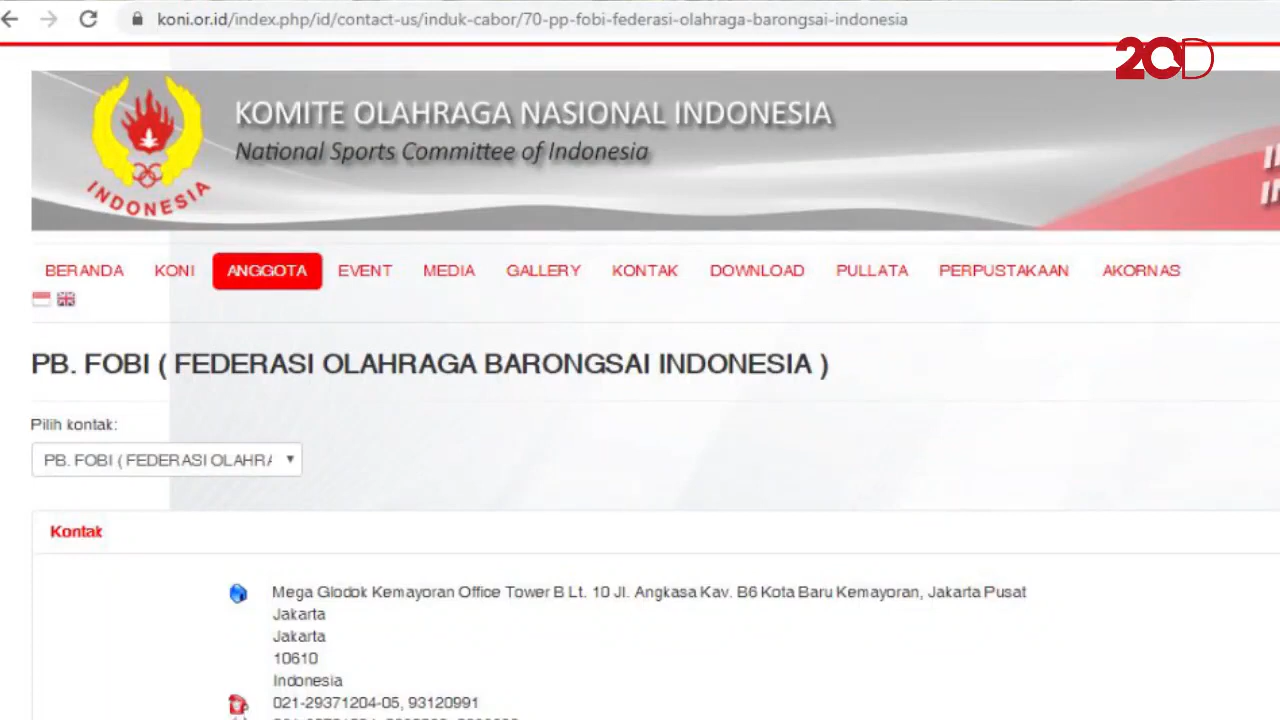 koni.or.id/index.php/id/contact-us/induk-cabor/70-pp-fobi-federasi-olahraga-barongsai-indonesia
20D
KOMITE OLAHRAGA NASIONAL INDONESIA
National Sports Committee of Indonesia
INDONESIA
BERANDA KONI ANGGOTA EVENT MEDIA GALLERY KONTAK DOWNLOAD PULLATA PERPUSTAKAAN AKORNAS
PB. FOBI ( FEDERASI OLAHRAGA BARONGSAI INDONESIA )
Pilih kontak:
PB. FOBI ( FEDERASI OLAHRA
Kontak
Mega Glodok Kemayoran Office Tower B Lt. 10 Jl. Angkasa Kav. B6 Kota Baru Kemayoran, Jakarta Pusat
Jakarta
Jakarta
10610
Indonesia
021-29371204-05, 93120991